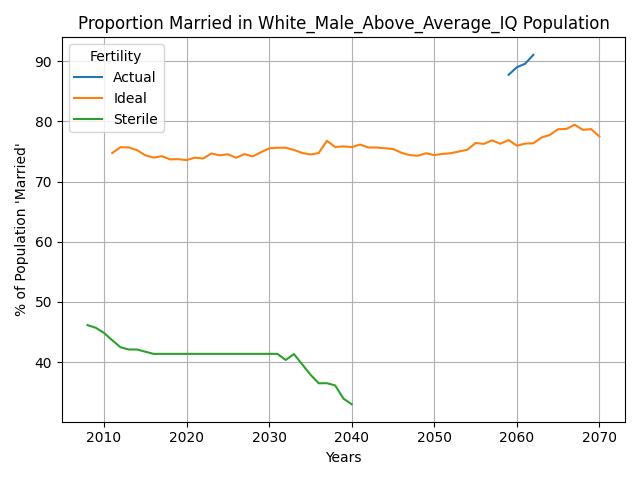 Proportion Married in White_Male_Above_Average_IQ Population
Fertility
Actual
Ideal
Sterile
% of Population 'Married'
90
80
70
60
50
40
2010
2020
2030
2040
2050
2060
2070
Years